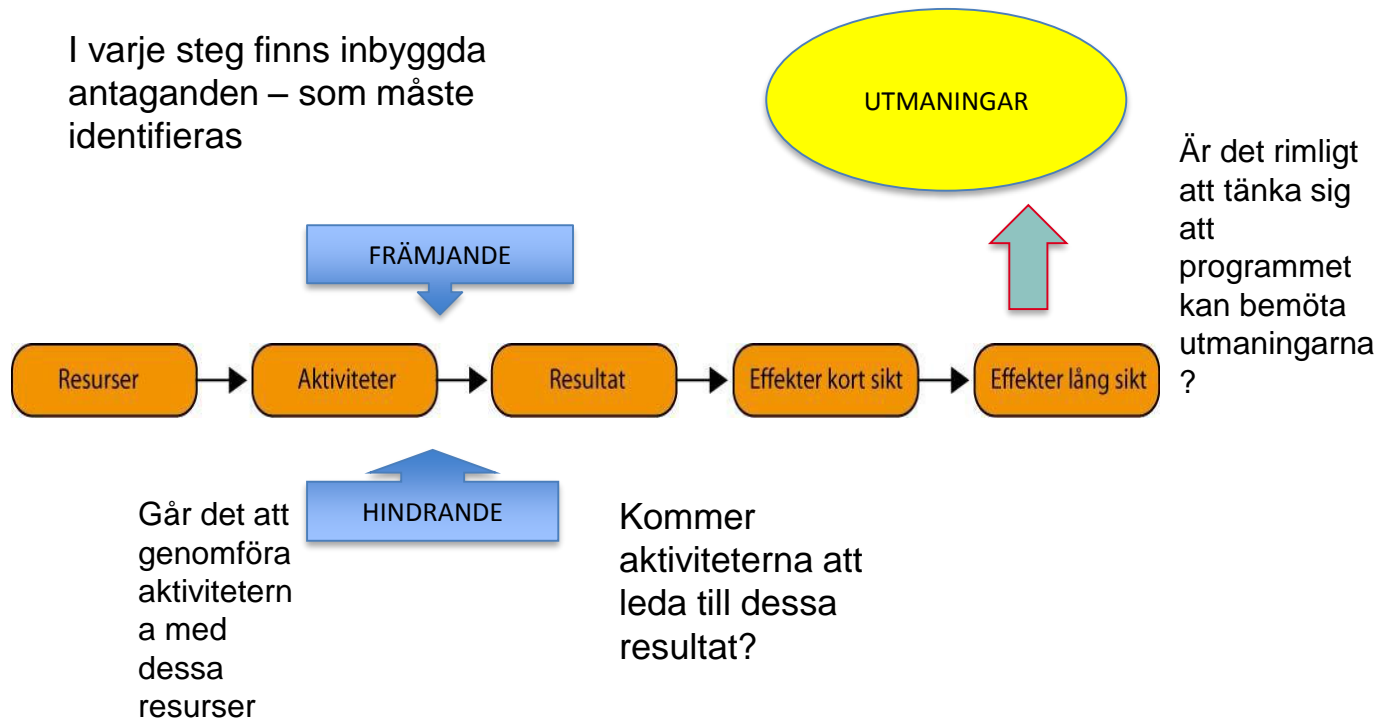 I varje steg finns inbyggda
antaganden – som måste
identifieras
UTMANINGAR
Är det rimligt
att tänka sig
att
programmet
kan bemöta
utmaningarna
?
FRÄMJANDE
Resurser
Aktiviteter
Resultat
Effekter kort sikt
Effekter lång sikt
HINDRANDE
Går det att
genomföra
aktivitetern
a med
dessa
resurser
Kommer
aktiviteterna att
leda till dessa
resultat?